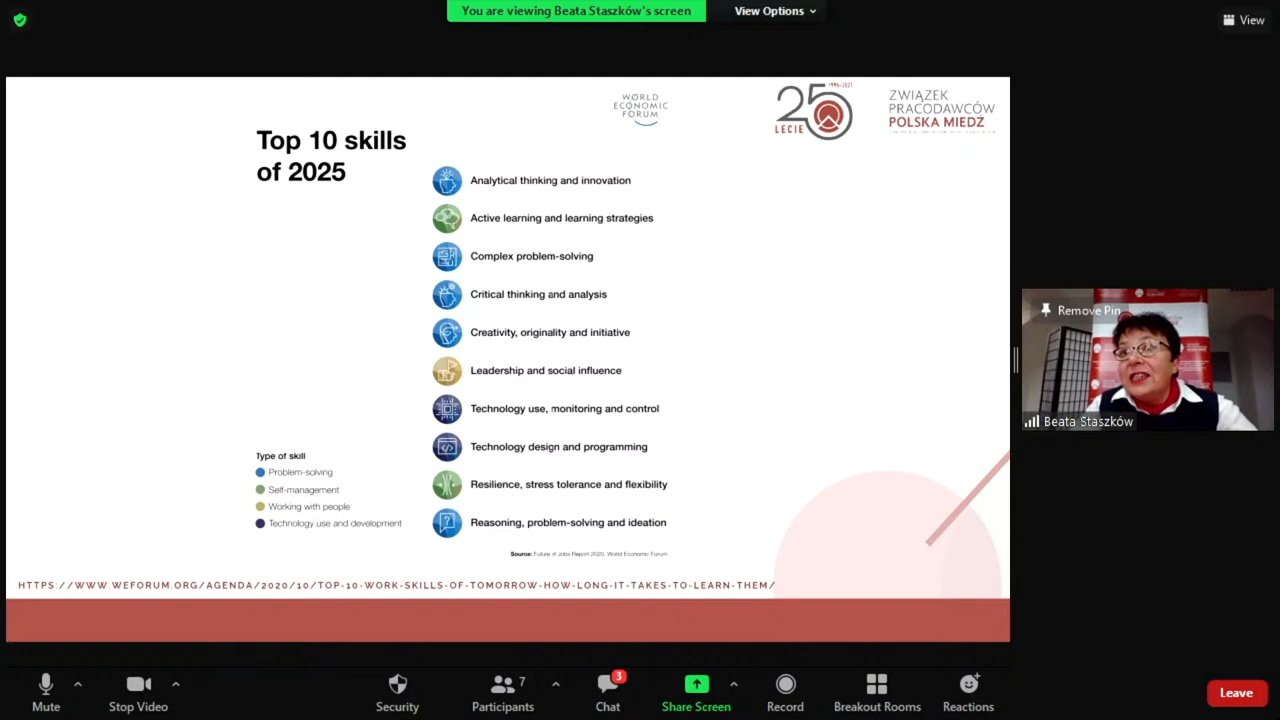 You are viewing Beata Staszków's screen
View Options
View
WORLD
ECONOMIC
FORUM
1996-2021
25
LECIE
ZWIĄZEK
PRACODAWCÓW
POLSKA MIEDŹ
Top 10 skills
of 2025
Analytical thinking and innovation
Active learning and learning strategies
Complex problem-solving
Critical thinking and analysis
Creativity, originality and initiative
Leadership and social influence
Technology use, monitoring and control
Technology design and programming
Resilience, stress tolerance and flexibility
Reasoning, problem-solving and ideation
Type of skill
Problem-solving
Self-management
Working with people
Technology use and development
Source: Future of Jobs Report 2020, World Economic Forum.
HTTPS://WWW.WEFORUM.ORG/AGENDA/2020/10/TOP-10-WORK-SKILLS-OF-TOMORROW-HOW-LONG-IT-TAKES-TO-LEARN-THEM/
Remove Pin
Beata Staszków
Mute
Stop Video
Security
7
Participants
3
Chat
Share Screen
Record
Breakout Rooms
Reactions
Leave